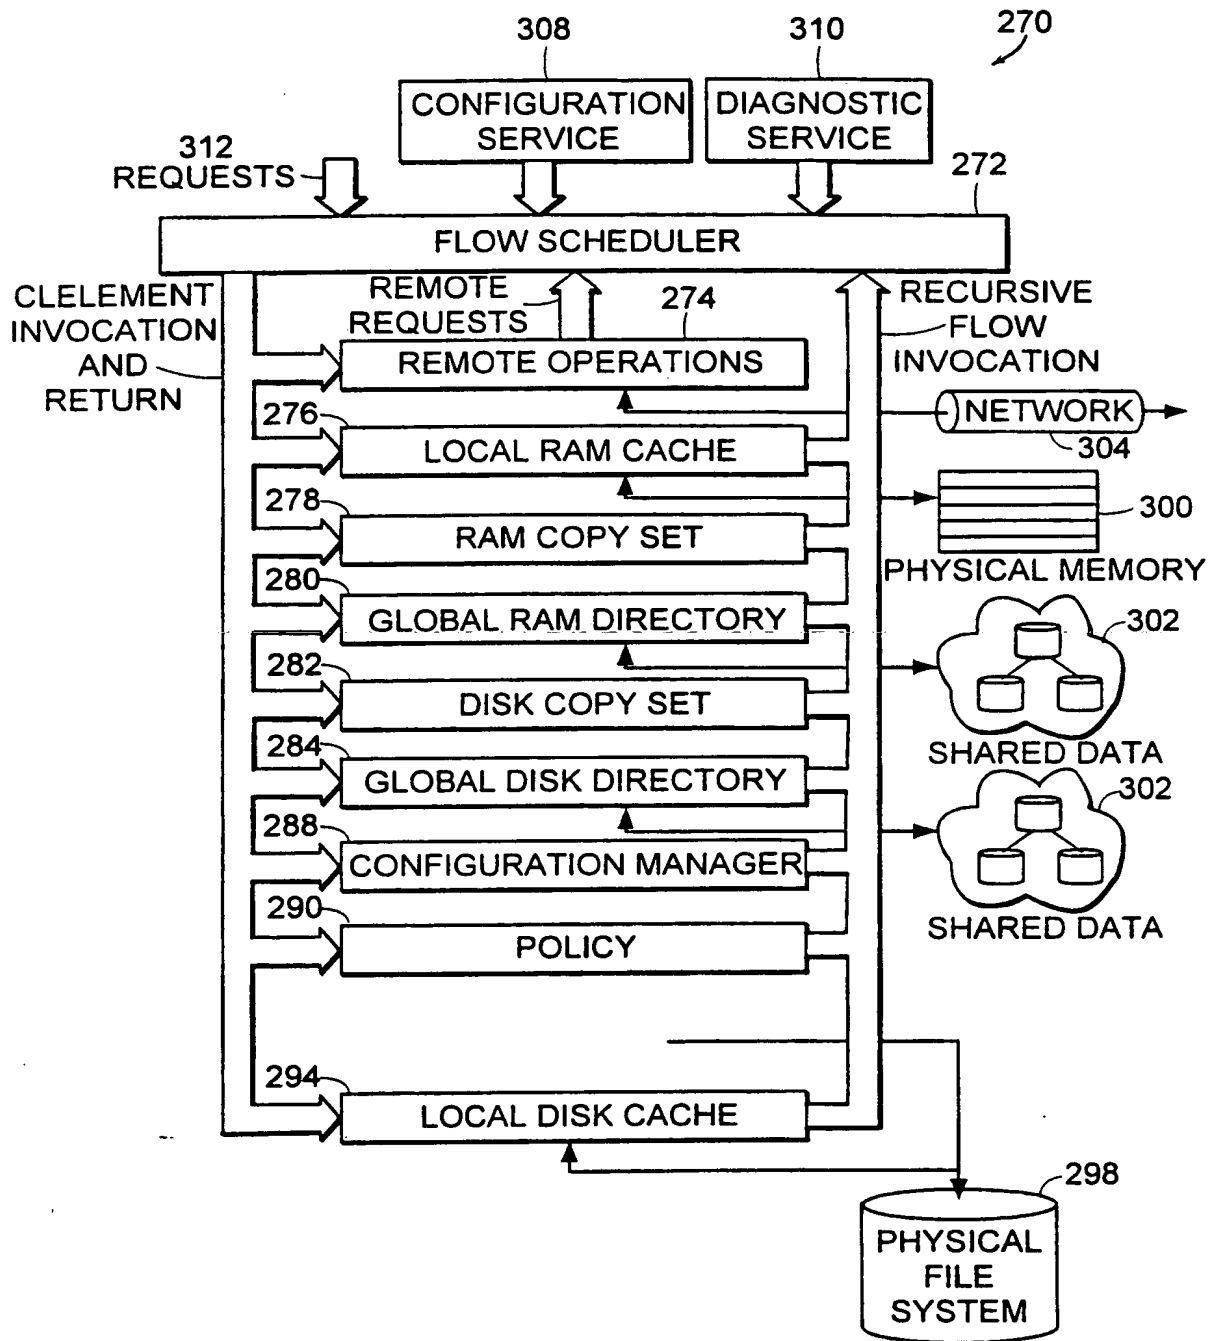 308
310
270
CONFIGURATION
SERVICE
DIAGNOSTIC
SERVICE
312
REQUESTS
272
FLOW SCHEDULER
CLELEMENT
INVOCATION
AND
RETURN
REMOTE
REQUESTS
274
RECURSIVE
FLOW
INVOCATION
REMOTE OPERATIONS
276
NETWORK
304
LOCAL RAM CACHE
278
300
RAM COPY SET
PHYSICAL MEMORY
280
GLOBAL RAM DIRECTORY
302
282
DISK COPY SET
SHARED DATA
284
GLOBAL DISK DIRECTORY
302
288
CONFIGURATION MANAGER
290
SHARED DATA
POLICY
294
LOCAL DISK CACHE
298
PHYSICAL
FILE
SYSTEM